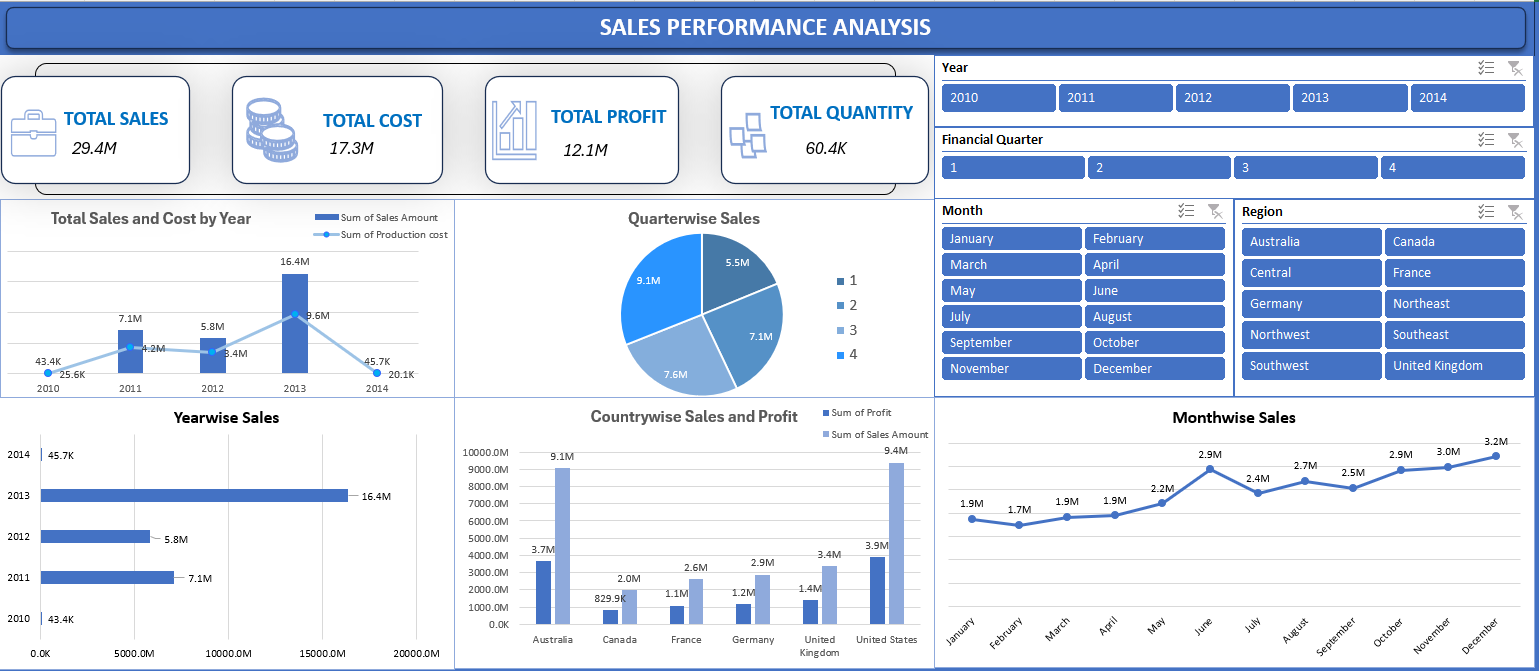 SALES PERFORMANCE ANALYSIS
TOTAL SALES
29.4M
TOTAL COST
17.3M
TOTAL PROFIT
12.1M
TOTAL QUANTITY
60.4K
Year
2010 2011 2012 2013 2014
Financial Quarter
1 2 3 4
Month
January February
March April
May June
July August
September October
November December
Region
Australia Canada
Central France
Germany Northeast
Northwest Southeast
Southwest United Kingdom
Total Sales and Cost by Year
Sum of Sales Amount
Sum of Production cost
16.4M
7.1M
5.8M
9.6M
4.2M
3.4M
43.4K
45.7K
25.6K
20.1K
2010 2011 2012 2013 2014
Quarterwise Sales
5.5M
9.1M
7.1M
7.6M
1
2
3
4
Yearwise Sales
2014 45.7K
2013 16.4M
2012 5.8M
2011 7.1M
2010 43.4K
0.0K 5000.0M 10000.0M 15000.0M 20000.0M
Countrywise Sales and Profit
Sum of Profit
Sum of Sales Amount
10000.0M
9000.0M
8000.0M
7000.0M
6000.0M
5000.0M
4000.0M
3000.0M
2000.0M
1000.0M
0.0K
3.7M 9.1M
829.9K 2.0M
1.1M 2.6M
1.2M 2.9M
1.4M 3.4M
3.9M 9.4M
Australia Canada France Germany United Kingdom United States
Monthwise Sales
1.9M 1.7M 1.9M 1.9M 2.2M 2.9M 2.4M 2.7M 2.5M 2.9M 3.0M 3.2M
January February March April May June July August September October November December